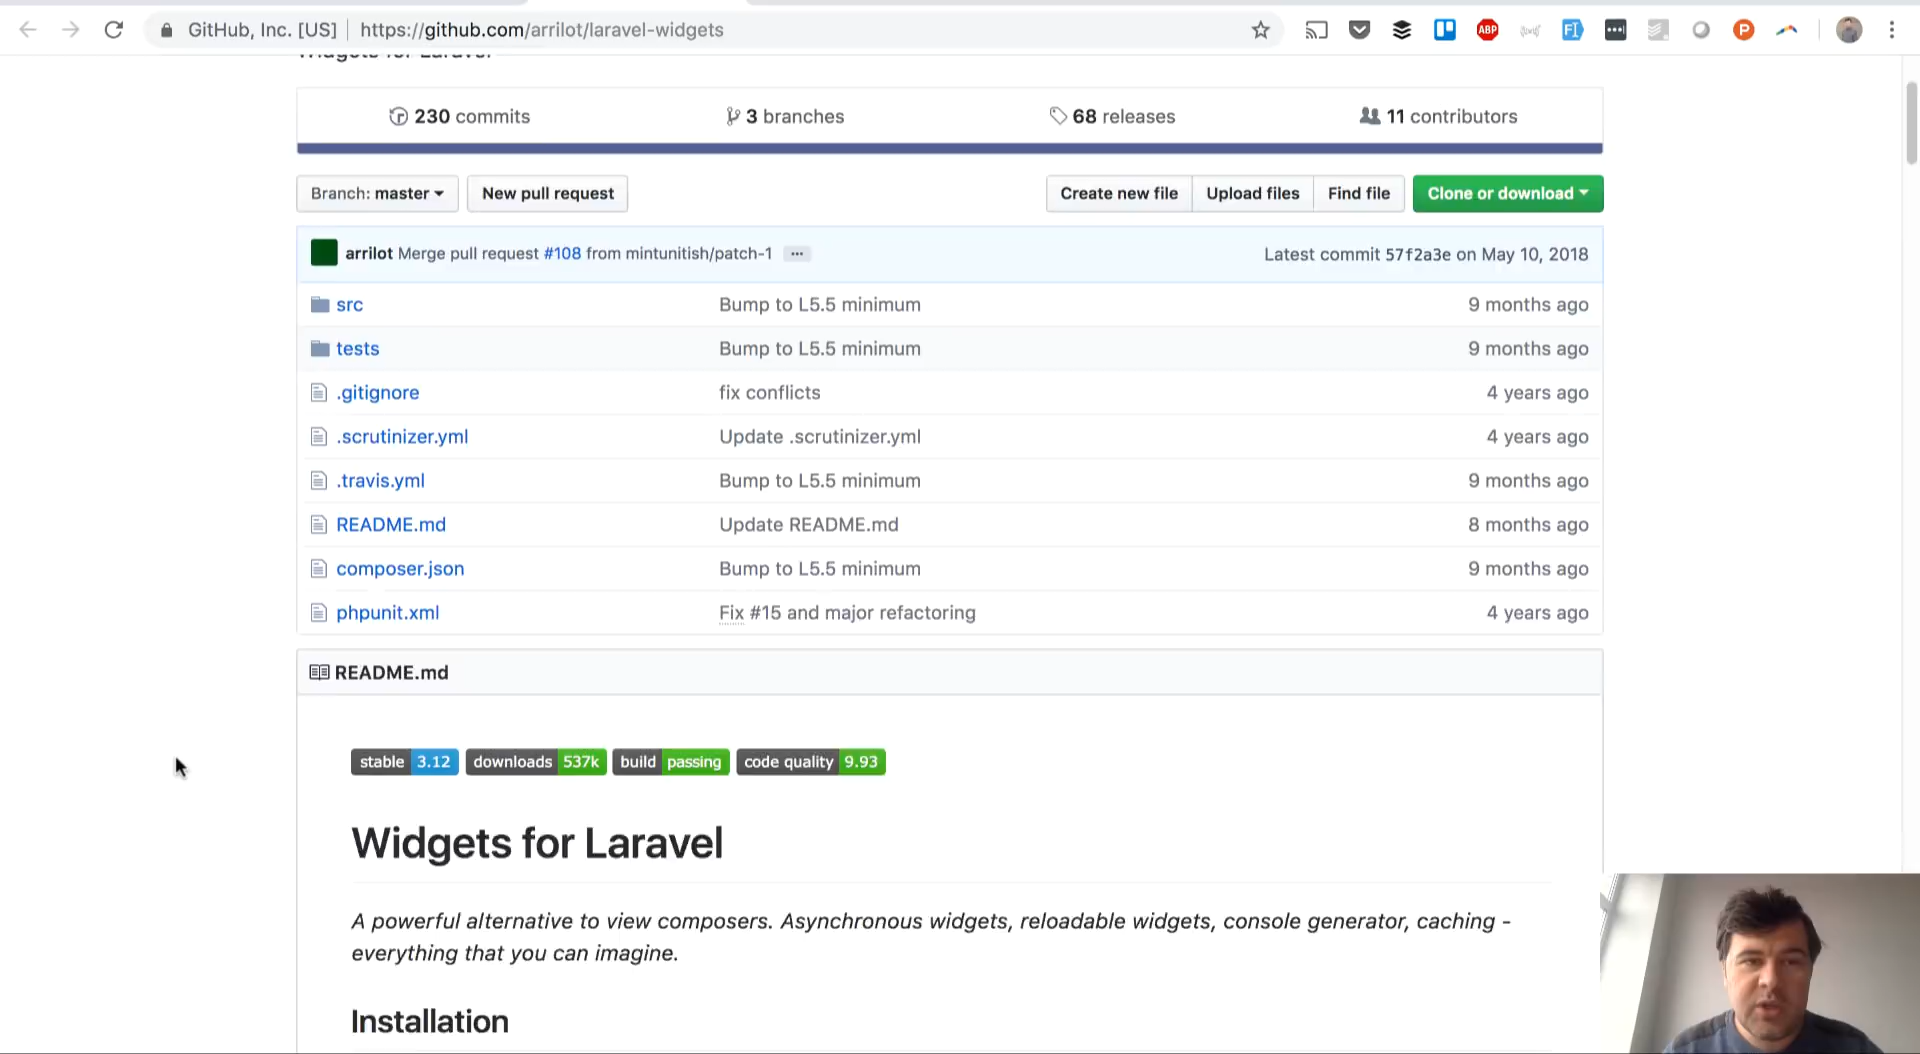 GitHub, Inc. [US] | https://github.com/arrilot/laravel-widgets
ABP
P
Widgets for Laravel
230 commits
3 branches
68 releases
11 contributors
Branch: master
New pull request
Create new file
Upload files
Find file
Clone or download
arrilot Merge pull request #108 from mintunitish/patch-1 ...
Latest commit 57f2a3e on May 10, 2018
src Bump to L5.5 minimum 9 months ago
tests Bump to L5.5 minimum 9 months ago
.gitignore fix conflicts 4 years ago
.scrutinizer.yml Update .scrutinizer.yml 4 years ago
.travis.yml Bump to L5.5 minimum 9 months ago
README.md Update README.md 8 months ago
composer.json Bump to L5.5 minimum 9 months ago
phpunit.xml Fix #15 and major refactoring 4 years ago
README.md
stable 3.12 downloads 537k build passing code quality 9.93
Widgets for Laravel
A powerful alternative to view composers. Asynchronous widgets, reloadable widgets, console generator, caching -
everything that you can imagine.
Installation